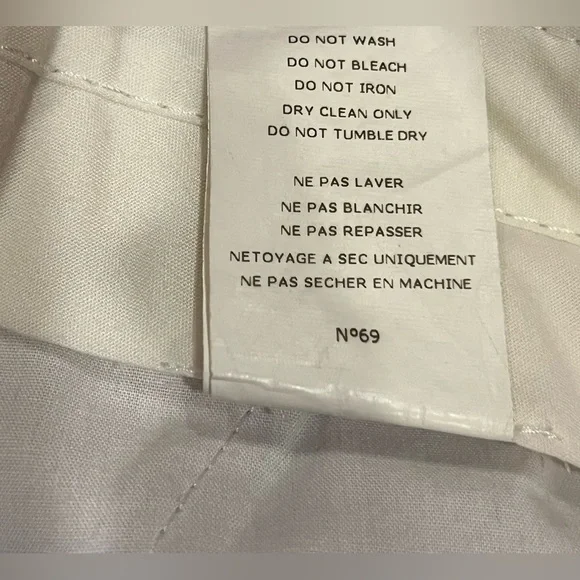 DO NOT WASH
DO NOT BLEACH
DO NOT IRON
DRY CLEAN ONLY
DO NOT TUMBLE DRY
NE PAS LAVER
NE PAS BLANCHIR
NE PAS REPASSER
NETOYAGE A SEC UNIQUEMENT
NE PAS SECHER EN MACHINE
Nº69